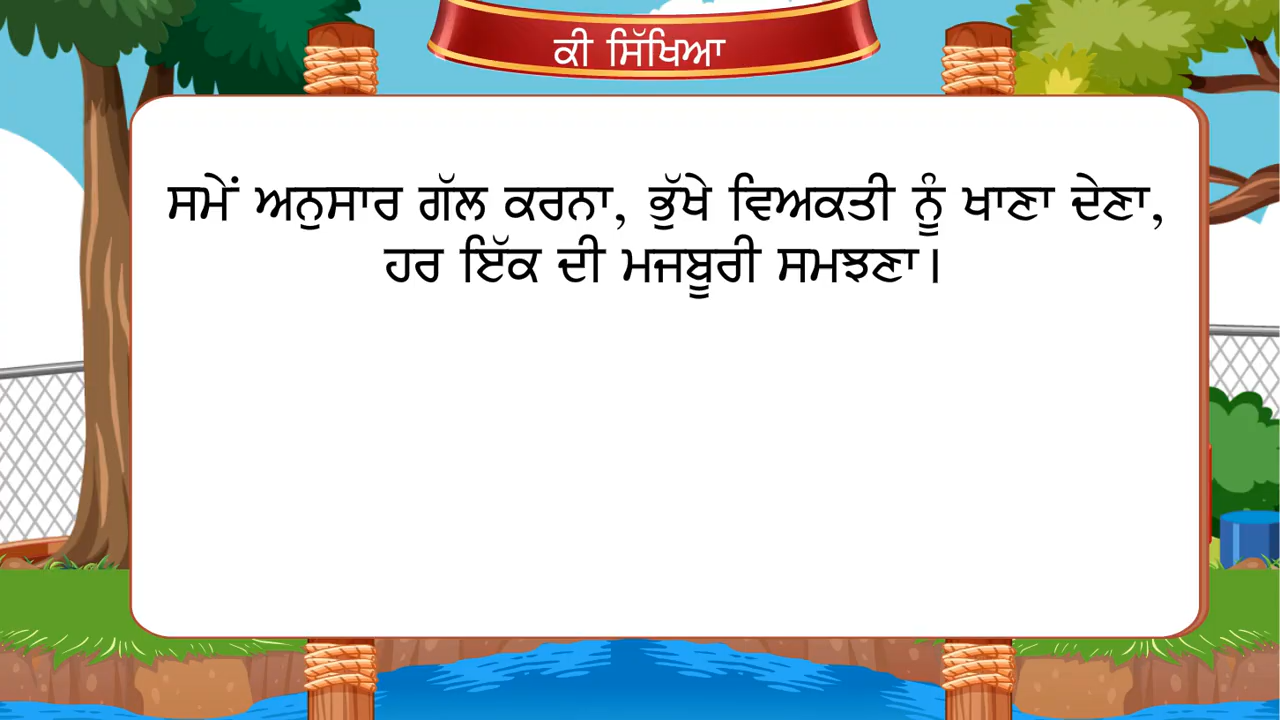 ਕੀ ਸਿੱਖਿਆ
ਸਮੇਂ ਅਨੁਸਾਰ ਗੱਲ ਕਰਨਾ, ਭੁੱਖੇ ਵਿਅਕਤੀ ਨੂੰ ਖਾਣਾ ਦੇਣਾ,
ਹਰ ਇੱਕ ਦੀ ਮਜਬੂਰੀ ਸਮਝਣਾ।